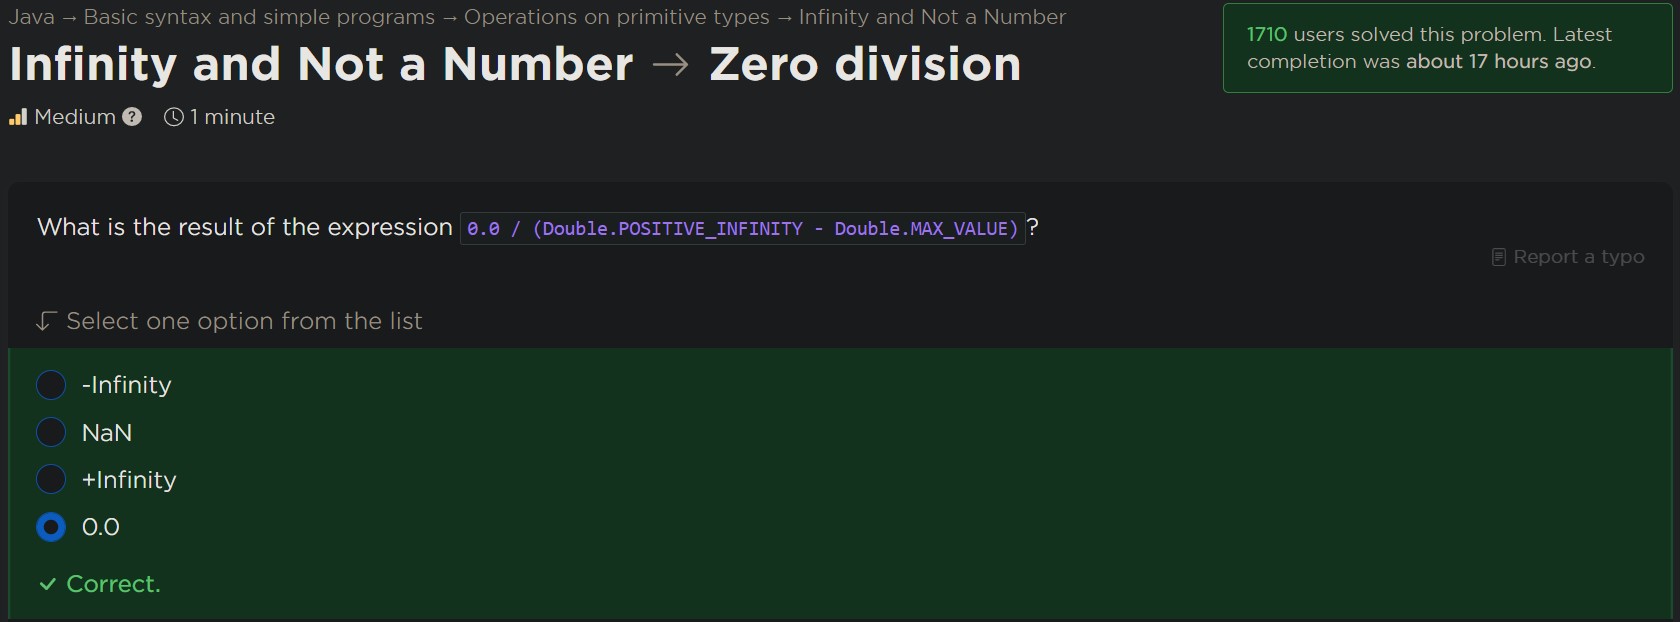 Java → Basic syntax and simple programs → Operations on primitive types → Infinity and Not a Number
Infinity and Not a Number → Zero division
Medium ? 1 minute
1710 users solved this problem. Latest
completion was about 17 hours ago.
What is the result of the expression 0.0 / (Double.POSITIVE_INFINITY - Double.MAX_VALUE) ?
Report a typo
Select one option from the list
-Infinity
NaN
+Infinity
0.0
✓ Correct.